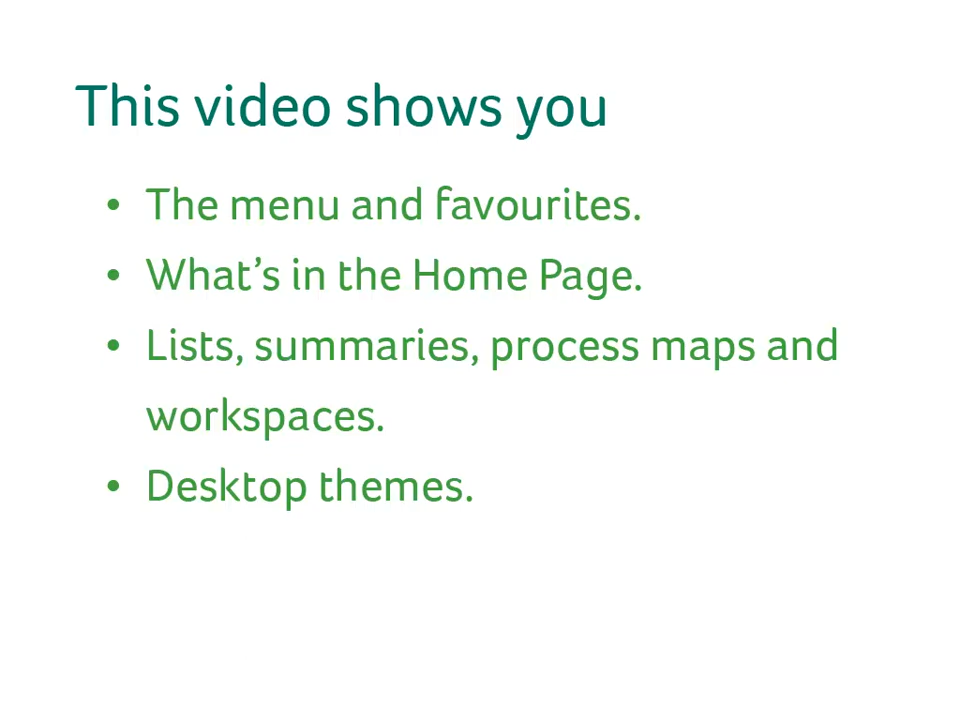 This video shows you
• The menu and favourites.
• What’s in the Home Page.
• Lists, summaries, process maps and
workspaces.
• Desktop themes.